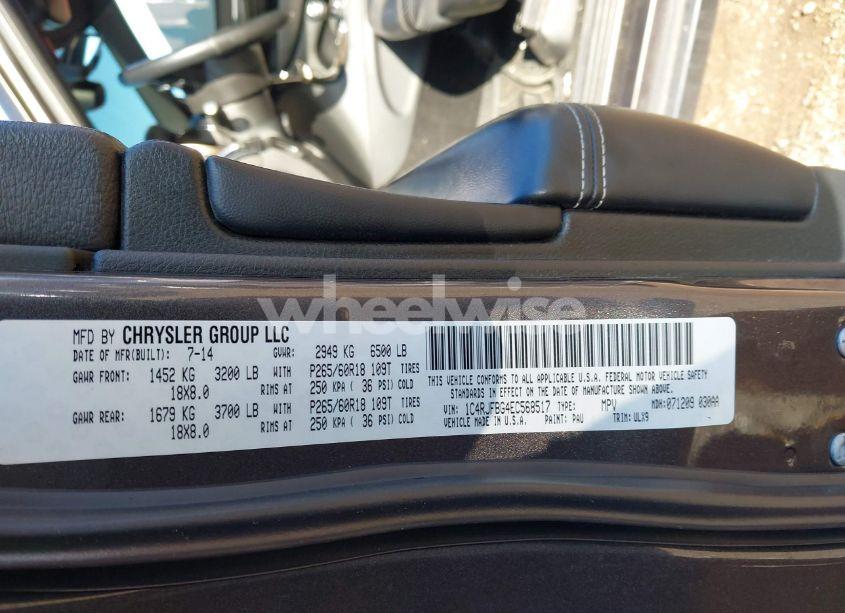 wheelwise
MFD BY CHRYSLER GROUP LLC
DATE OF MFR(BUILT): 7-14 GVWR: 2949 KG 6500 LB
GAWR FRONT: 1452 KG 3200 LB WITH P265/60R18 109T TIRES
18X8.0 RIMS AT 250 KPA ( 36 PSI) COLD
GAWR REAR: 1679 KG 3700 LB WITH P265/60R18 109T TIRES
18X8.0 RIMS AT 250 KPA ( 36 PSI) COLD
THIS VEHICLE CONFORMS TO ALL APPLICABLE U.S.A. FEDERAL MOTOR VEHICLE SAFETY
STANDARDS IN EFFECT ON THE DATE OF MANUFACTURE SHOWN ABOVE.
VIN: 1C4RJFBG4EC568517 TYPE: MPV MDH: 071209 030AA
VEHICLE MADE IN U.S.A. PAINT: PAU TRIM: ULX9